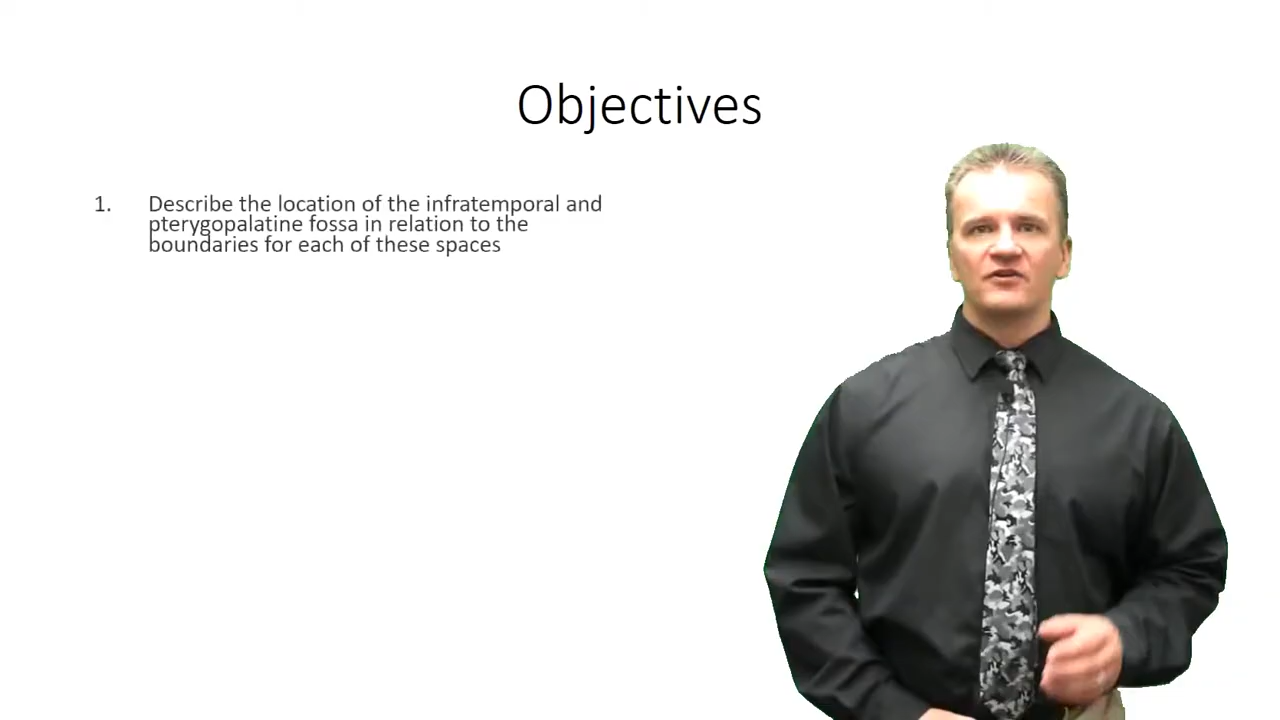 Objectives
1. Describe the location of the infratemporal and
pterygopalatine fossa in relation to the
boundaries for each of these spaces